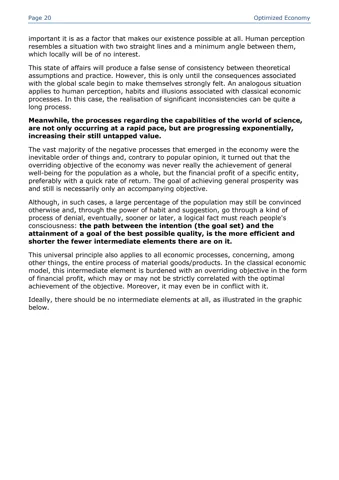 Page 20 Optimized Economy
important it is as a factor that makes our existence possible at all. Human perception
resembles a situation with two straight lines and a minimum angle between them,
which locally will be of no interest.
This state of affairs will produce a false sense of consistency between theoretical
assumptions and practice. However, this is only until the consequences associated
with the global scale begin to make themselves strongly felt. An analogous situation
applies to human perception, habits and illusions associated with classical economic
processes. In this case, the realisation of significant inconsistencies can be quite a
long process.
Meanwhile, the processes regarding the capabilities of the world of science,
are not only occurring at a rapid pace, but are progressing exponentially,
increasing their still untapped value.
The vast majority of the negative processes that emerged in the economy were the
inevitable order of things and, contrary to popular opinion, it turned out that the
overriding objective of the economy was never really the achievement of general
well-being for the population as a whole, but the financial profit of a specific entity,
preferably with a quick rate of return. The goal of achieving general prosperity was
and still is necessarily only an accompanying objective.
Although, in such cases, a large percentage of the population may still be convinced
otherwise and, through the power of habit and suggestion, go through a kind of
process of denial, eventually, sooner or later, a logical fact must reach people's
consciousness: the path between the intention (the goal set) and the
attainment of a goal of the best possible quality, is the more efficient and
shorter the fewer intermediate elements there are on it.
This universal principle also applies to all economic processes, concerning, among
other things, the entire process of material goods/products. In the classical economic
model, this intermediate element is burdened with an overriding objective in the form
of financial profit, which may or may not be strictly correlated with the optimal
achievement of the objective. Moreover, it may even be in conflict with it.
Ideally, there should be no intermediate elements at all, as illustrated in the graphic
below.